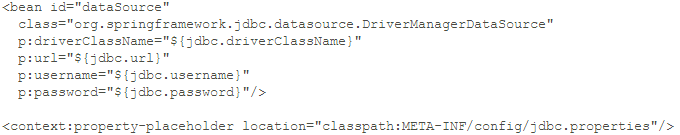 <bean id="dataSource"
class="org.springframework.jdbc.datasource.DriverManagerDataSource"
p:driverClassName="${jdbc.driverClassName}"
p:url="${jdbc.url}"
p:username="${jdbc.username}"
p:password="${jdbc.password}"/>
<context:property-placeholder location="classpath:META-INF/config/jdbc.properties"/>